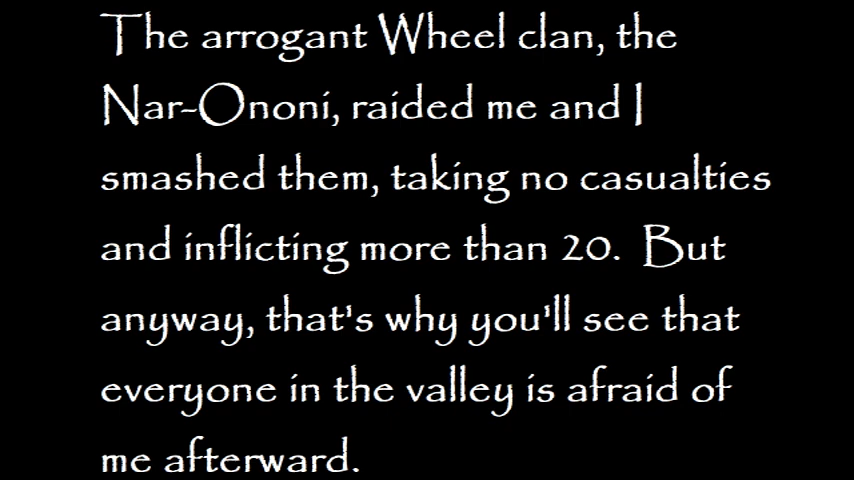 The arrogant Wheel clan, the
Nar-Ononi, raided me and I
smashed them, taking no casualties
and inflicting more than 20.  But
anyway, that's why you'll see that
everyone in the valley is afraid of
me afterward.